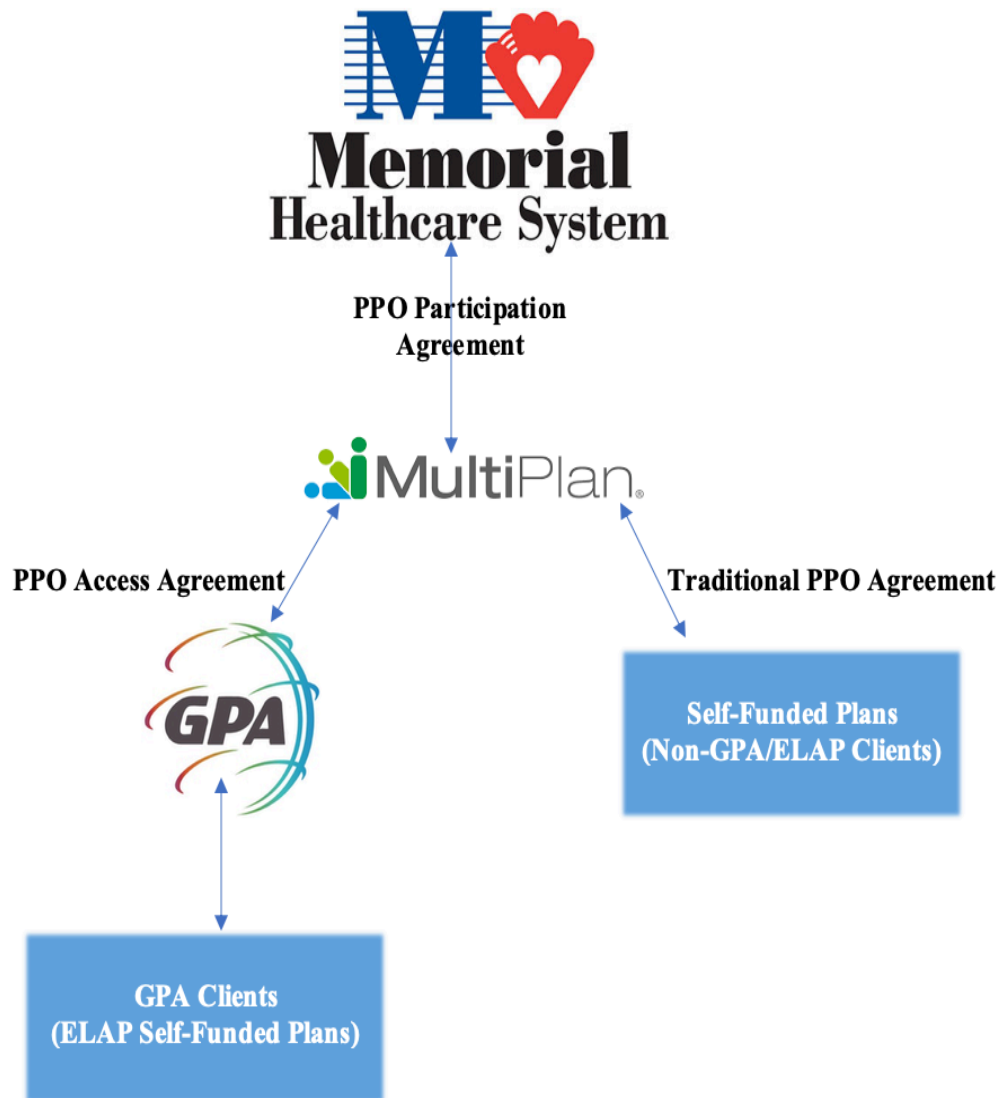 Memorial
Healthcare System
PPO Participation
Agreement
MultiPlan®
PPO Access Agreement
Traditional PPO Agreement
GPA
Self-Funded Plans
(Non-GPA/ELAP Clients)
GPA Clients
(ELAP Self-Funded Plans)